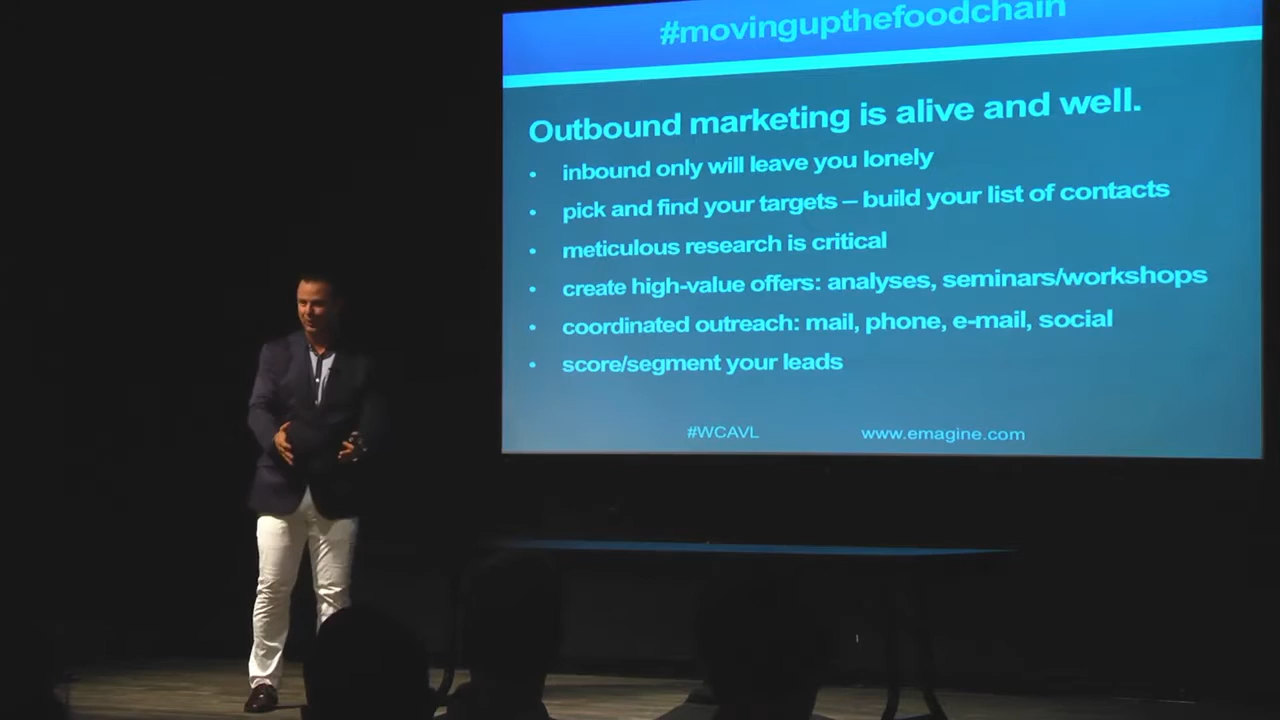 #movingupthefoodchain
Outbound marketing is alive and well.
• inbound only will leave you lonely
• pick and find your targets – build your list of contacts
• meticulous research is critical
• create high-value offers: analyses, seminars/workshops
• coordinated outreach: mail, phone, e-mail, social
• score/segment your leads
#WCAVL www.emagine.com